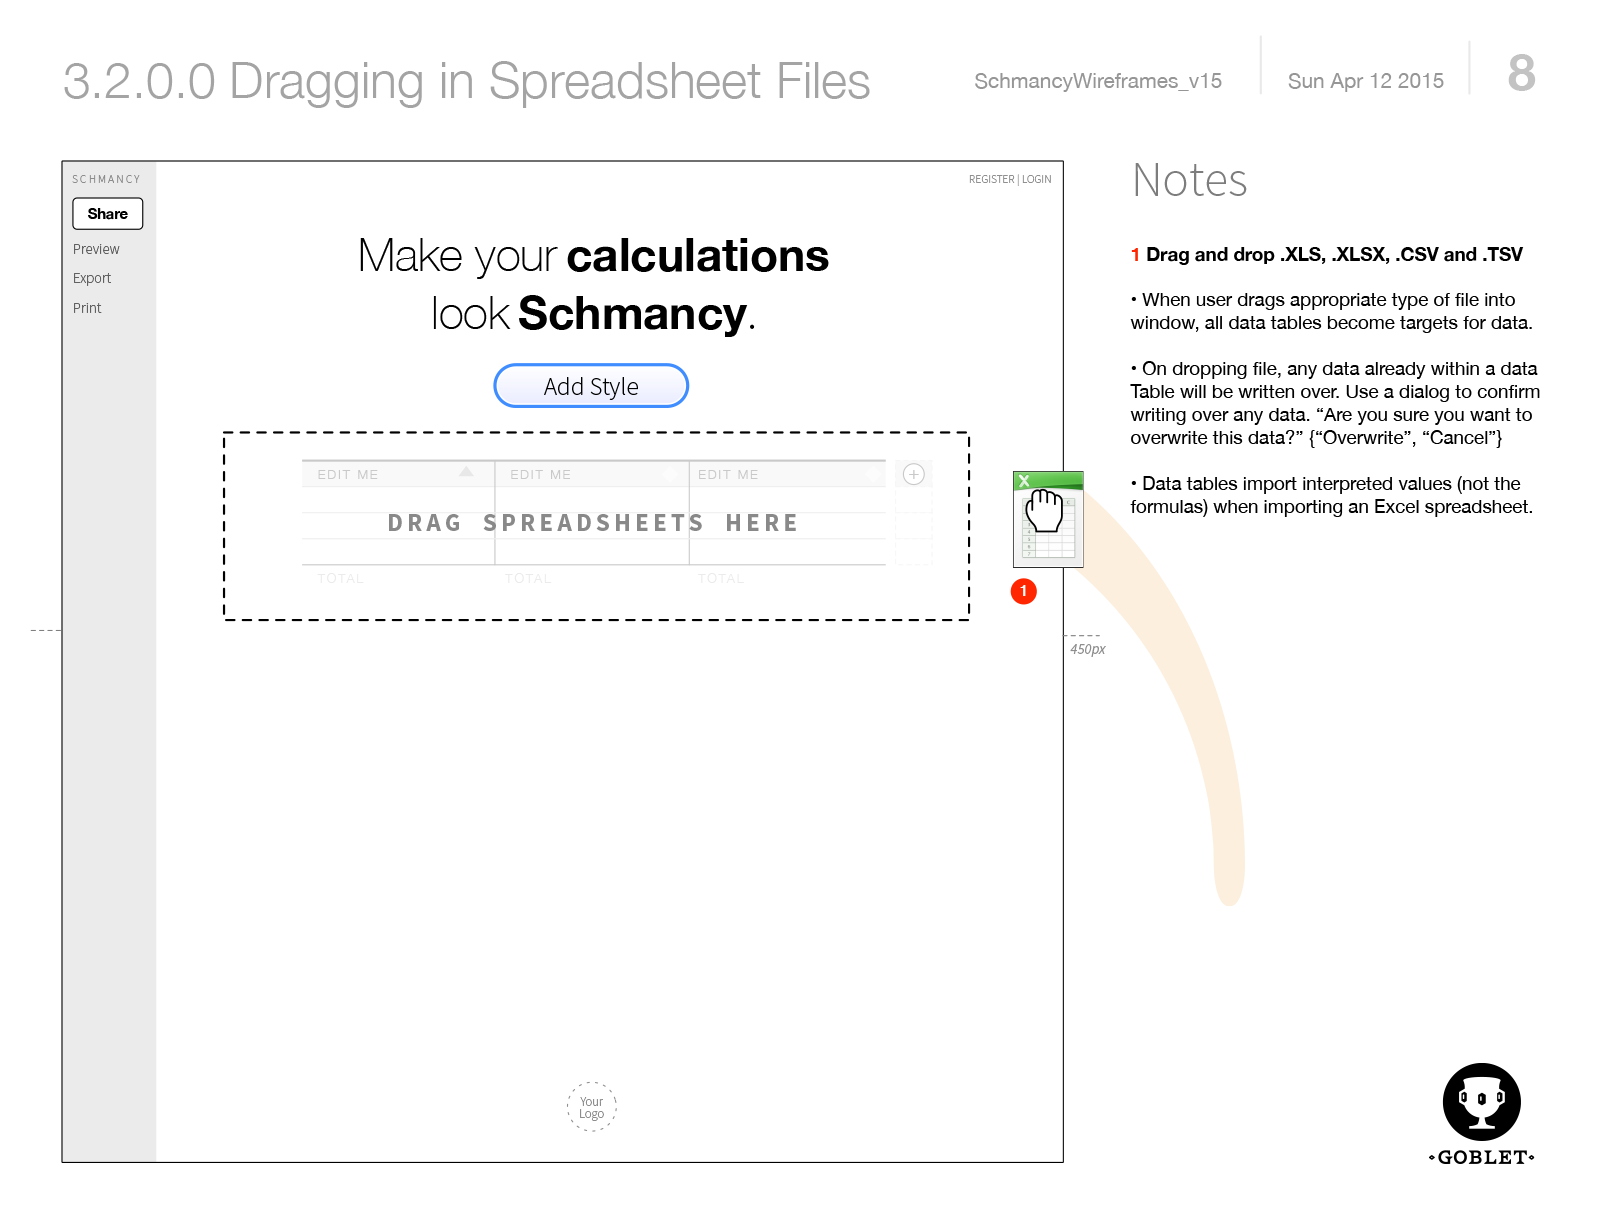 3.2.0.0 Dragging in Spreadsheet Files
SchmancyWireframes_v15
Sun Apr 12 2015
8
SCHMANCY
Share
Preview
Export
Print
REGISTER | LOGIN
Make your calculations
look Schmancy.
Add Style
EDIT ME EDIT ME EDIT ME +
DRAG SPREADSHEETS HERE
TOTAL TOTAL TOTAL
X
1
450px
Your
Logo
Notes
1 Drag and drop .XLS, .XLSX, .CSV and .TSV
• When user drags appropriate type of file into
window, all data tables become targets for data.
• On dropping file, any data already within a data
Table will be written over. Use a dialog to confirm
writing over any data. “Are you sure you want to
overwrite this data?” {“Overwrite”, “Cancel”}
• Data tables import interpreted values (not the
formulas) when importing an Excel spreadsheet.
GOBLET